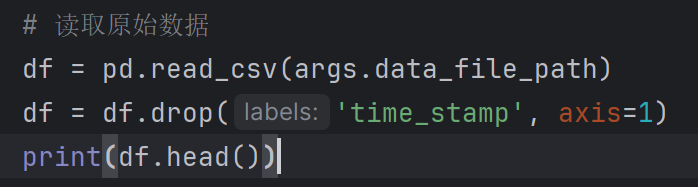 # 读取原始数据
df = pd.read_csv(args.data_file_path)
df = df.drop(labels: 'time_stamp', axis=1)
print(df.head())